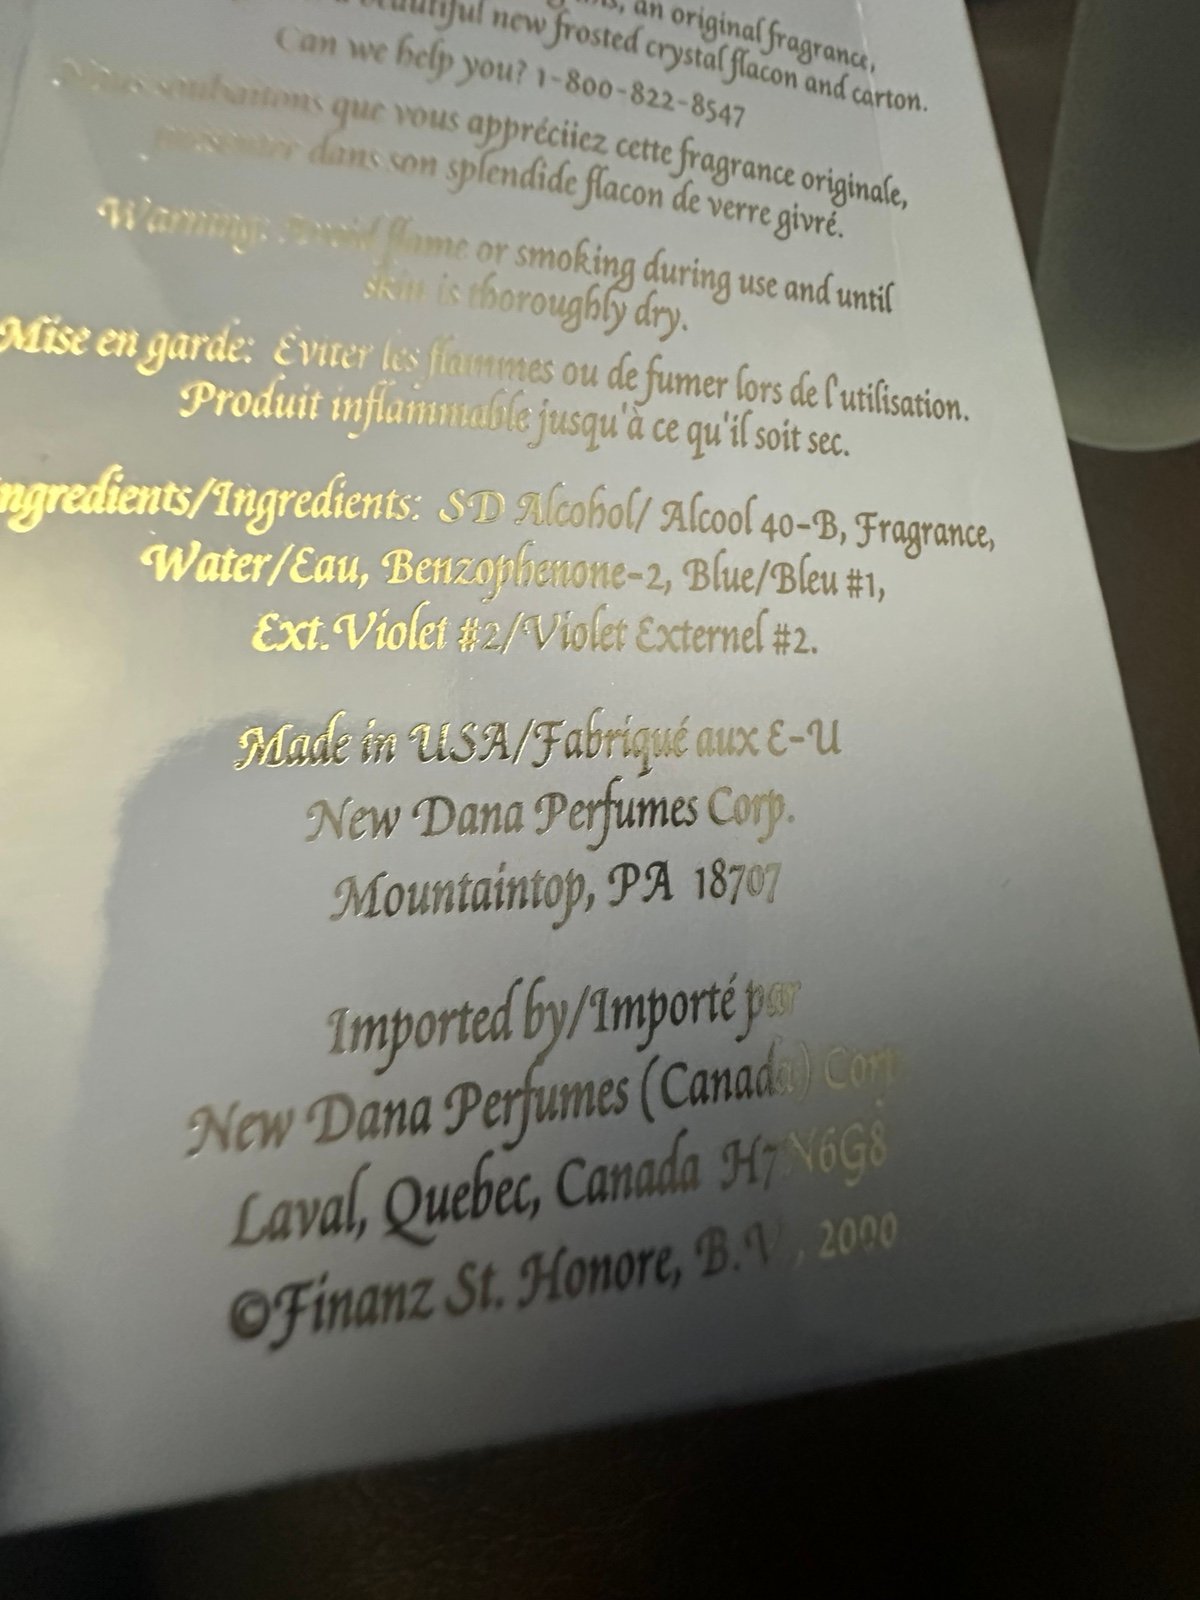 an original fragrance,
beautiful new frosted crystal flacon and carton.
Can we help you? 1-800-822-8547
Nous souhaitons que vous appréciiez cette fragrance originale,
dans son splendide flacon de verre givré.
Warning: Avoid flame or smoking during use and until
skin is thoroughly dry.
Mise en garde: Éviter les flammes ou de fumer lors de l'utilisation.
Produit inflammable jusqu'à ce qu'il soit sec.
Ingredients/Ingredients: SD Alcohol/ Alcool 40-B, Fragrance,
Water/Eau, Benzophenone-2, Blue/Bleu #1,
Ext. Violet #2/Violet Externel #2.
Made in USA/Fabriqué aux E-U
New Dana Perfumes Corp.
Mountaintop, PA 18707
Imported by/Importé par
New Dana Perfumes (Canada) Corp
Laval, Quebec, Canada H7N6G8
©Finanz St. Honore, B.V., 2000